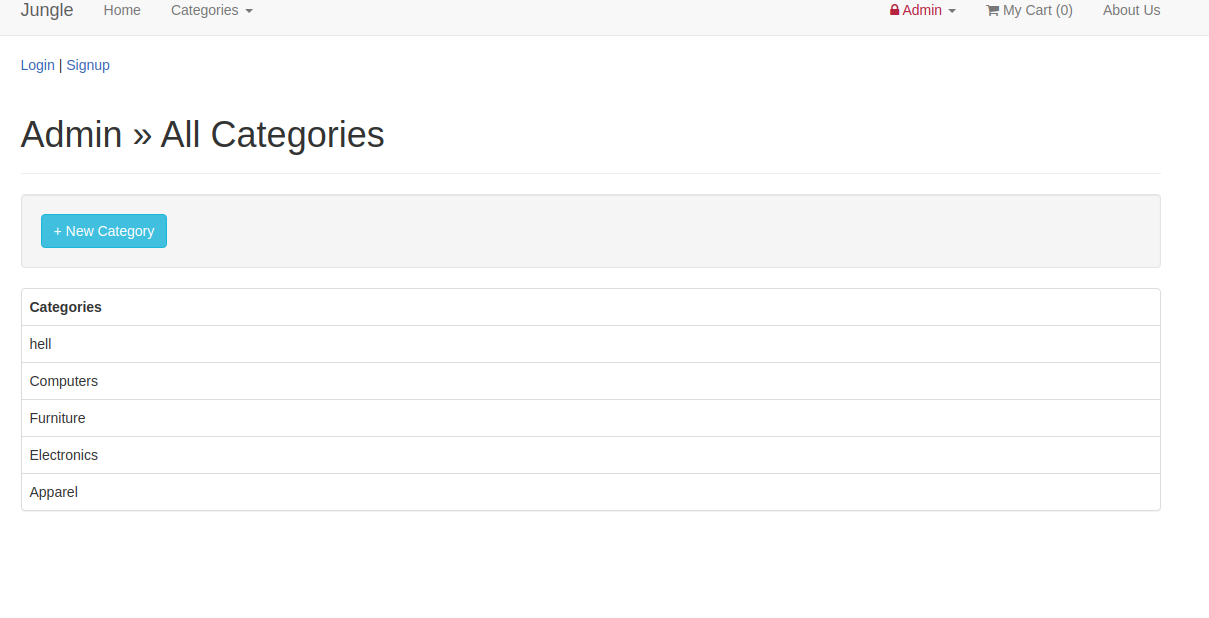 Jungle Home Categories Admin My Cart (0) About Us
Login | Signup
Admin » All Categories
+ New Category
Categories
hell
Computers
Furniture
Electronics
Apparel